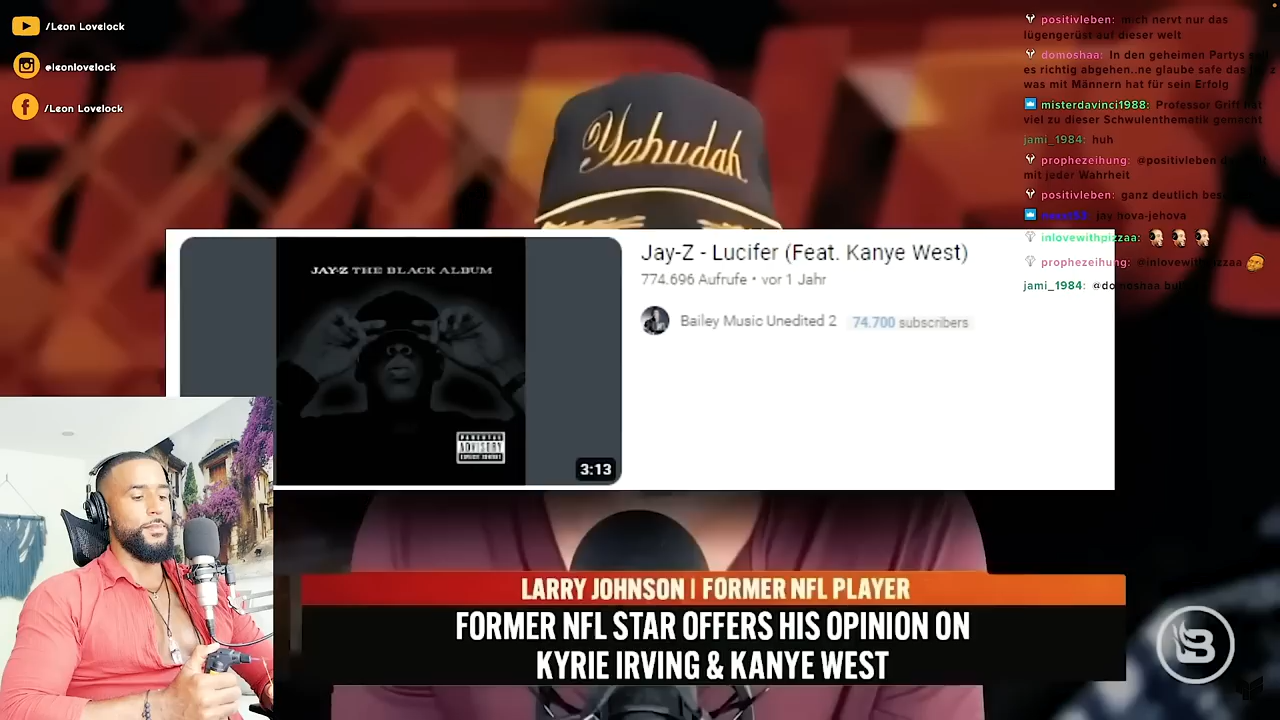 /Leon Lovelock
@leonlovelock
/Leon Lovelock
positivleben: mich nervt nur das
lügengerüst auf dieser welt
domoshaa: In den geheimen Partys
es richtig abgehen..ne glaube safe das
was mit Männern hat für sein Erfolg
misterdavinci1988: Professor Griff hat
viel zu dieser Schwulenthematik gemacht
jami_1984: huh
prophezeihung: @positivleben
mit jeder Wahrheit
positivleben: ganz deutlich
jay hova-jehova
inlovewithpizzaa:
prophezeihung: @inlovewithpizzaa
jami_1984: @domoshaa
Yahudah
JAY-Z THE BLACK ALBUM
PARENTAL
ADVISORY
EXPLICIT CONTENT
3:13
Jay-Z - Lucifer (Feat. Kanye West)
774.696 Aufrufe • vor 1 Jahr
Bailey Music Unedited 2 74.700 subscribers
LARRY JOHNSON | FORMER NFL PLAYER
FORMER NFL STAR OFFERS HIS OPINION ON
KYRIE IRVING & KANYE WEST
B